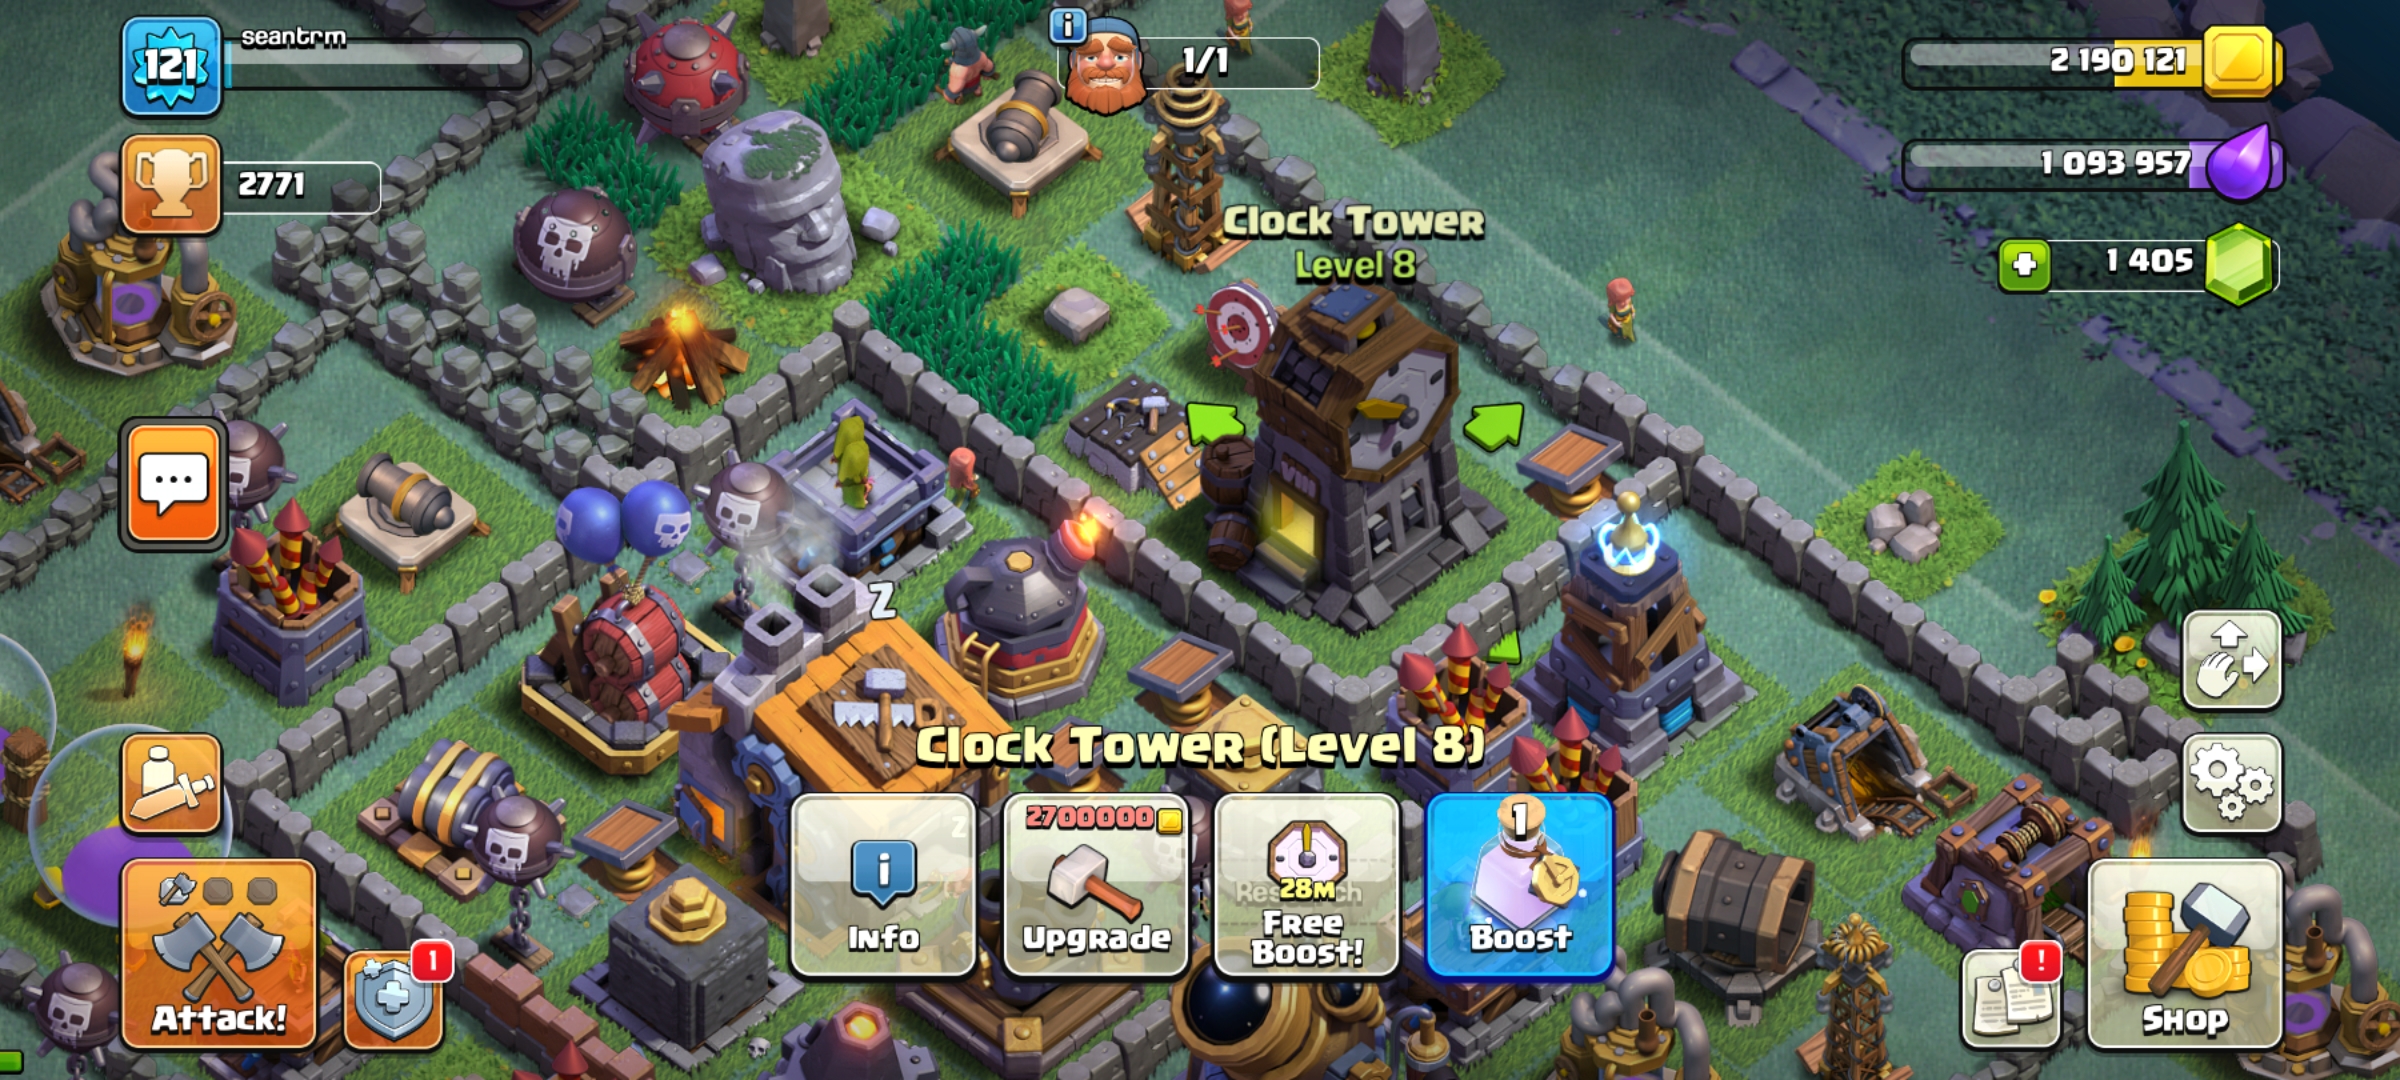 121
seantrm
1/1
2 190 121
2771
1 093 957
1 405
Clock Tower
Level 8
VIII
Z
Clock Tower (Level 8)
Info
2700000
Upgrade
28M
Free
Boost!
1
Boost
Attack!
1
!
Shop